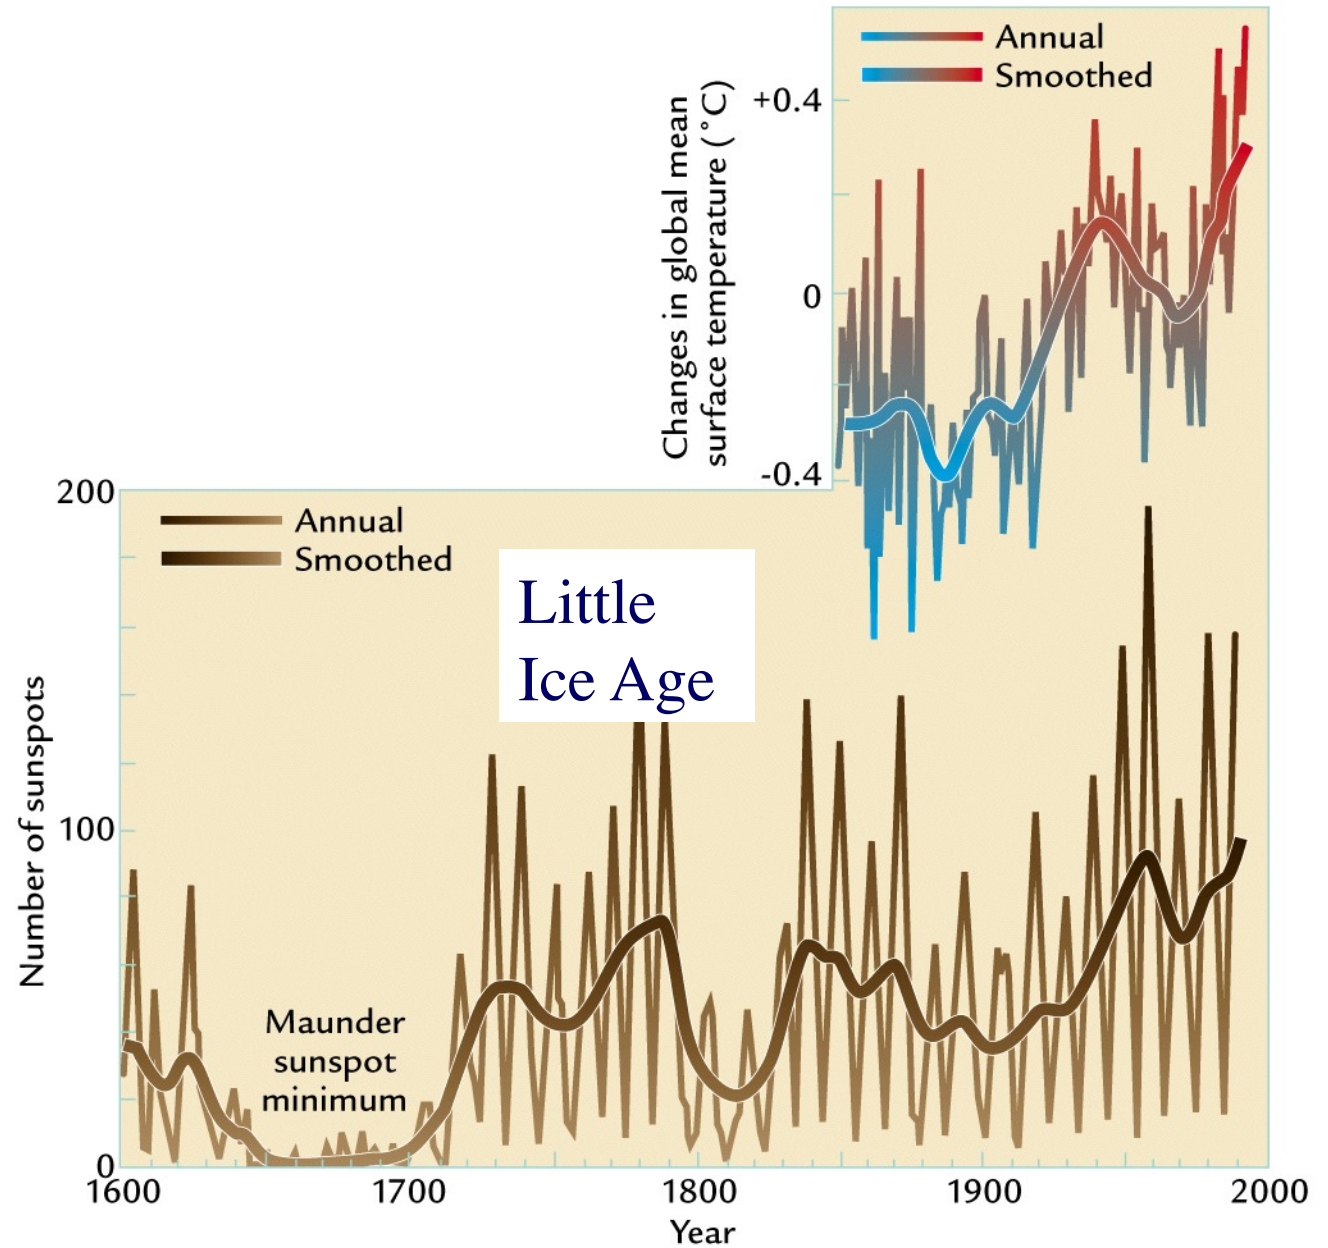 Annual
Smoothed
Changes in global mean
surface temperature (°C)
+0.4
0
-0.4
200
Annual
Smoothed
Little
Ice Age
Number of sunspots
100
Maunder
sunspot
minimum
0
1600 1700 1800 1900 2000
Year